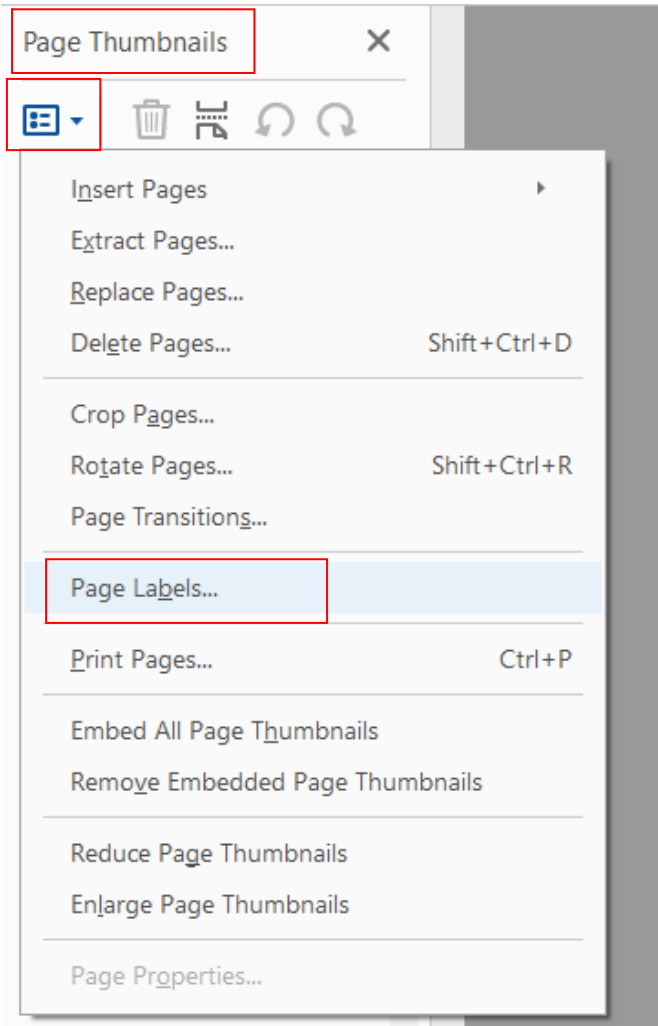 Page Thumbnails
Insert Pages
Extract Pages...
Replace Pages...
Delete Pages... Shift+Ctrl+D
Crop Pages...
Rotate Pages... Shift+Ctrl+R
Page Transitions...
Page Labels...
Print Pages... Ctrl+P
Embed All Page Thumbnails
Remove Embedded Page Thumbnails
Reduce Page Thumbnails
Enlarge Page Thumbnails
Page Properties...